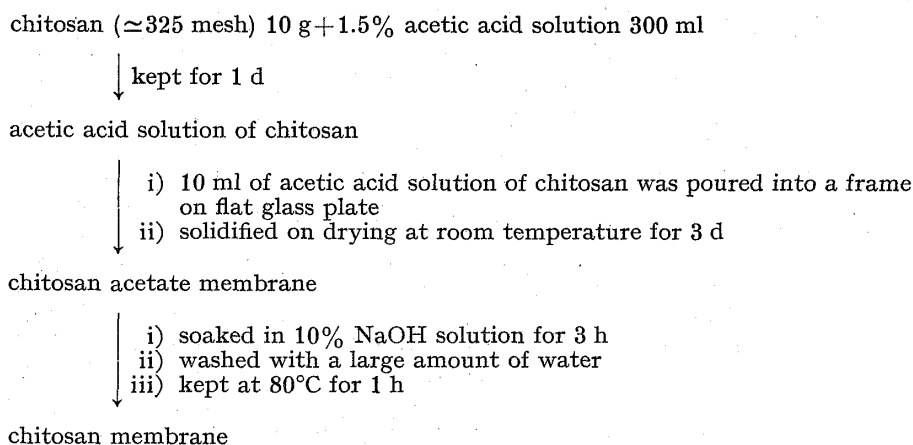 chitosan (≃325 mesh) 10 g+1.5% acetic acid solution 300 ml
kept for 1 d
acetic acid solution of chitosan
i) 10 ml of acetic acid solution of chitosan was poured into a frame
on flat glass plate
ii) solidified on drying at room temperature for 3 d
chitosan acetate membrane
i) soaked in 10% NaOH solution for 3 h
ii) washed with a large amount of water
iii) kept at 80°C for 1 h
chitosan membrane